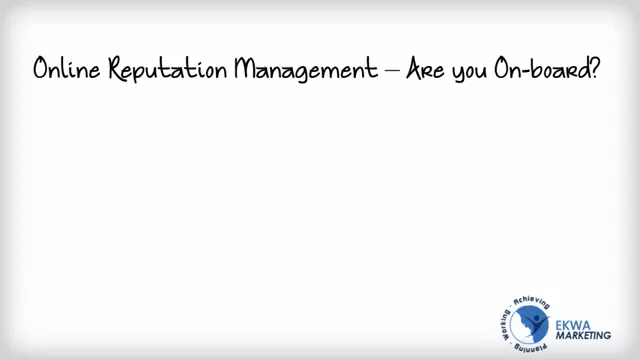 Online Reputation Management – Are you On-board?
Working · Planning · Achieving
EKWA
MARKETING